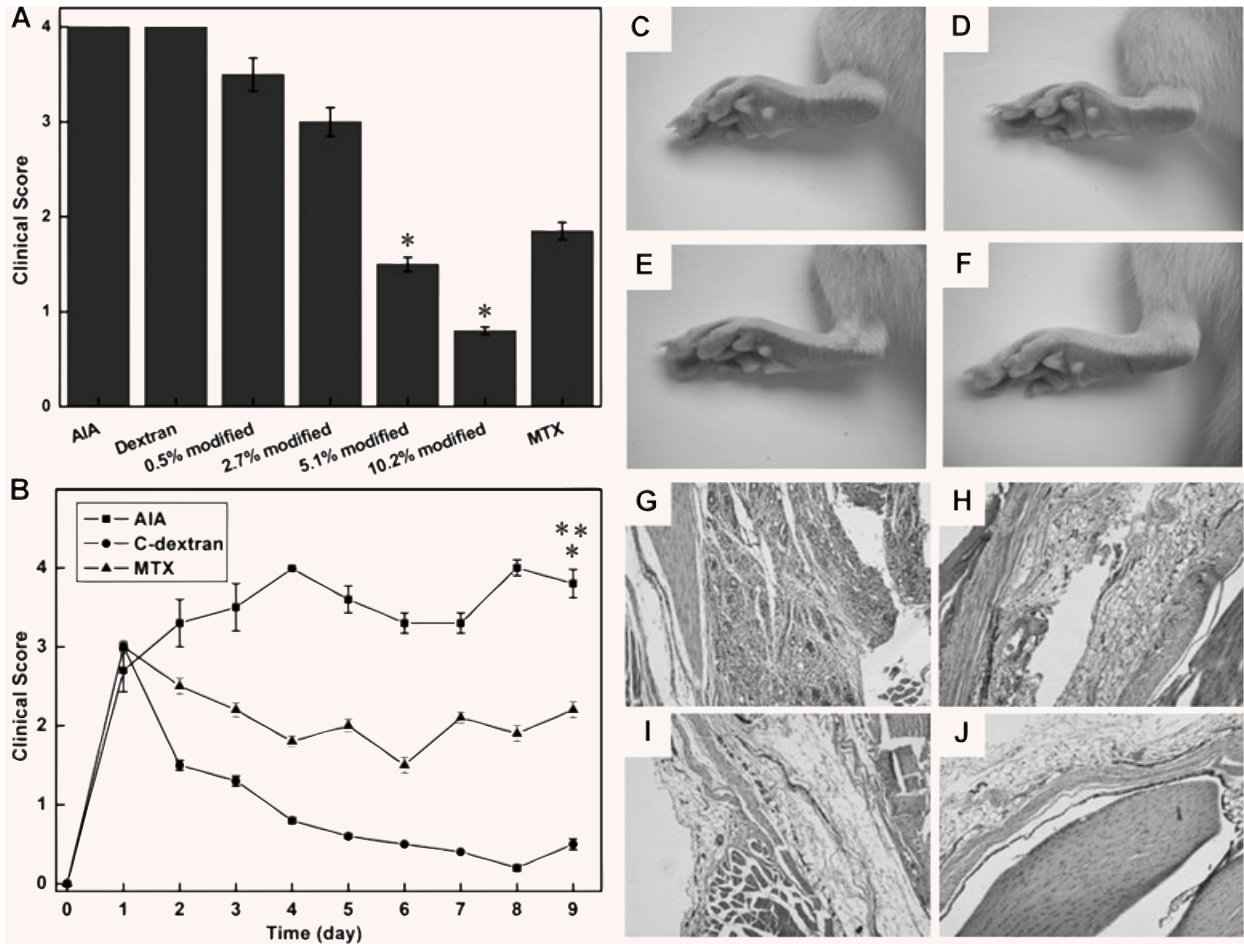 A
Clinical Score
4
3
2
1
0
*
*
AIA
Dextran
0.5% modified
2.7% modified
5.1% modified
10.2% modified
MTX
B
AIA
C-dextran
MTX
**
*
Clinical Score
4
3
2
1
0
0 1 2 3 4 5 6 7 8 9
Time (day)
C
D
E
F
G
H
I
J